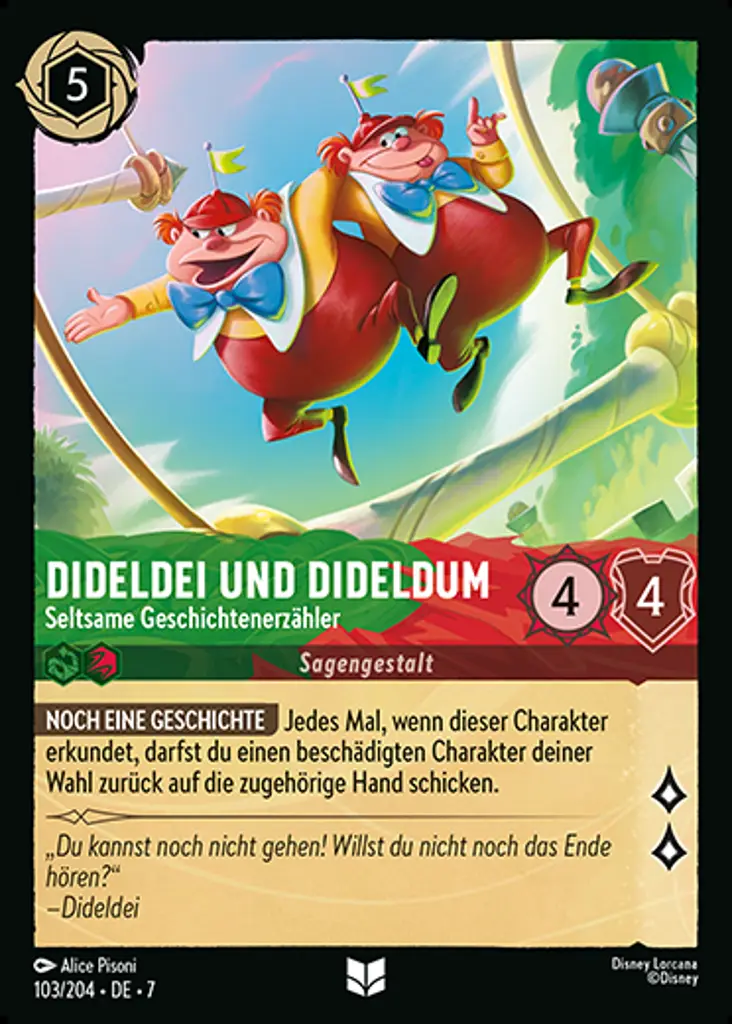 5
DIDELDEI UND DIDELDUM
Seltsame Geschichtenerzähler
4
4
Sagengestalt
NOCH EINE GESCHICHTE Jedes Mal, wenn dieser Charakter
erkundet, darfst du einen beschädigten Charakter deiner
Wahl zurück auf die zugehörige Hand schicken.
„Du kannst noch nicht gehen! Willst du nicht noch das Ende
hören?“
–Dideldei
Alice Pisoni
103/204 • DE • 7
Disney Lorcana
©Disney